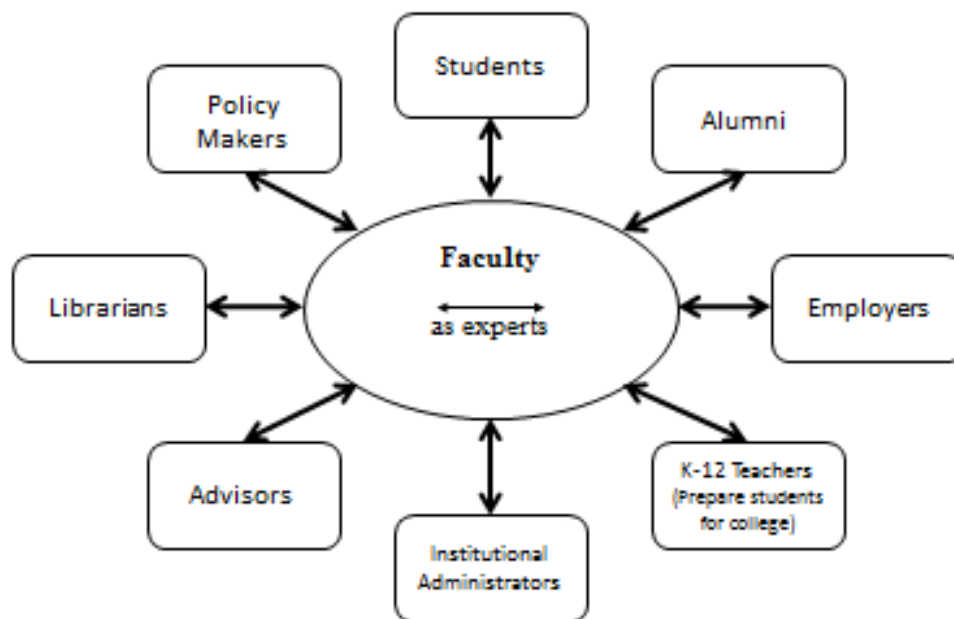 Students
Policy
Makers
Alumni
Faculty
as experts
Librarians
Employers
Advisors
K-12 Teachers
(Prepare students
for college)
Institutional
Administrators